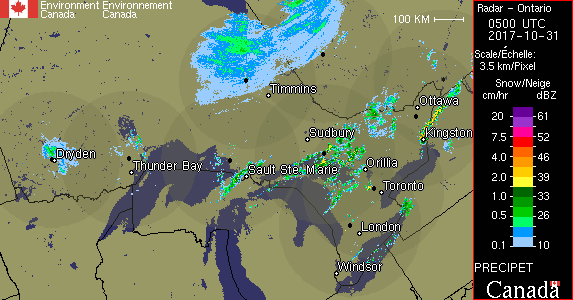 Environment Environnement
Canada Canada
100 KM
Timmins
Ottawa
Kingston
Sudbury
Dryden
Thunder Bay
Sault Ste. Marie
Orillia
Toronto
London
Windsor
Radar - Ontario
0500 UTC
2017-10-31
Scale/Échelle:
3.5 km/Pixel
Snow/Neige
cm/hr dBZ
20 61
7.5 52
4.0 46
2.0 39
1.0 33
0.5 26
0.1 10
PRECIPET
Canada